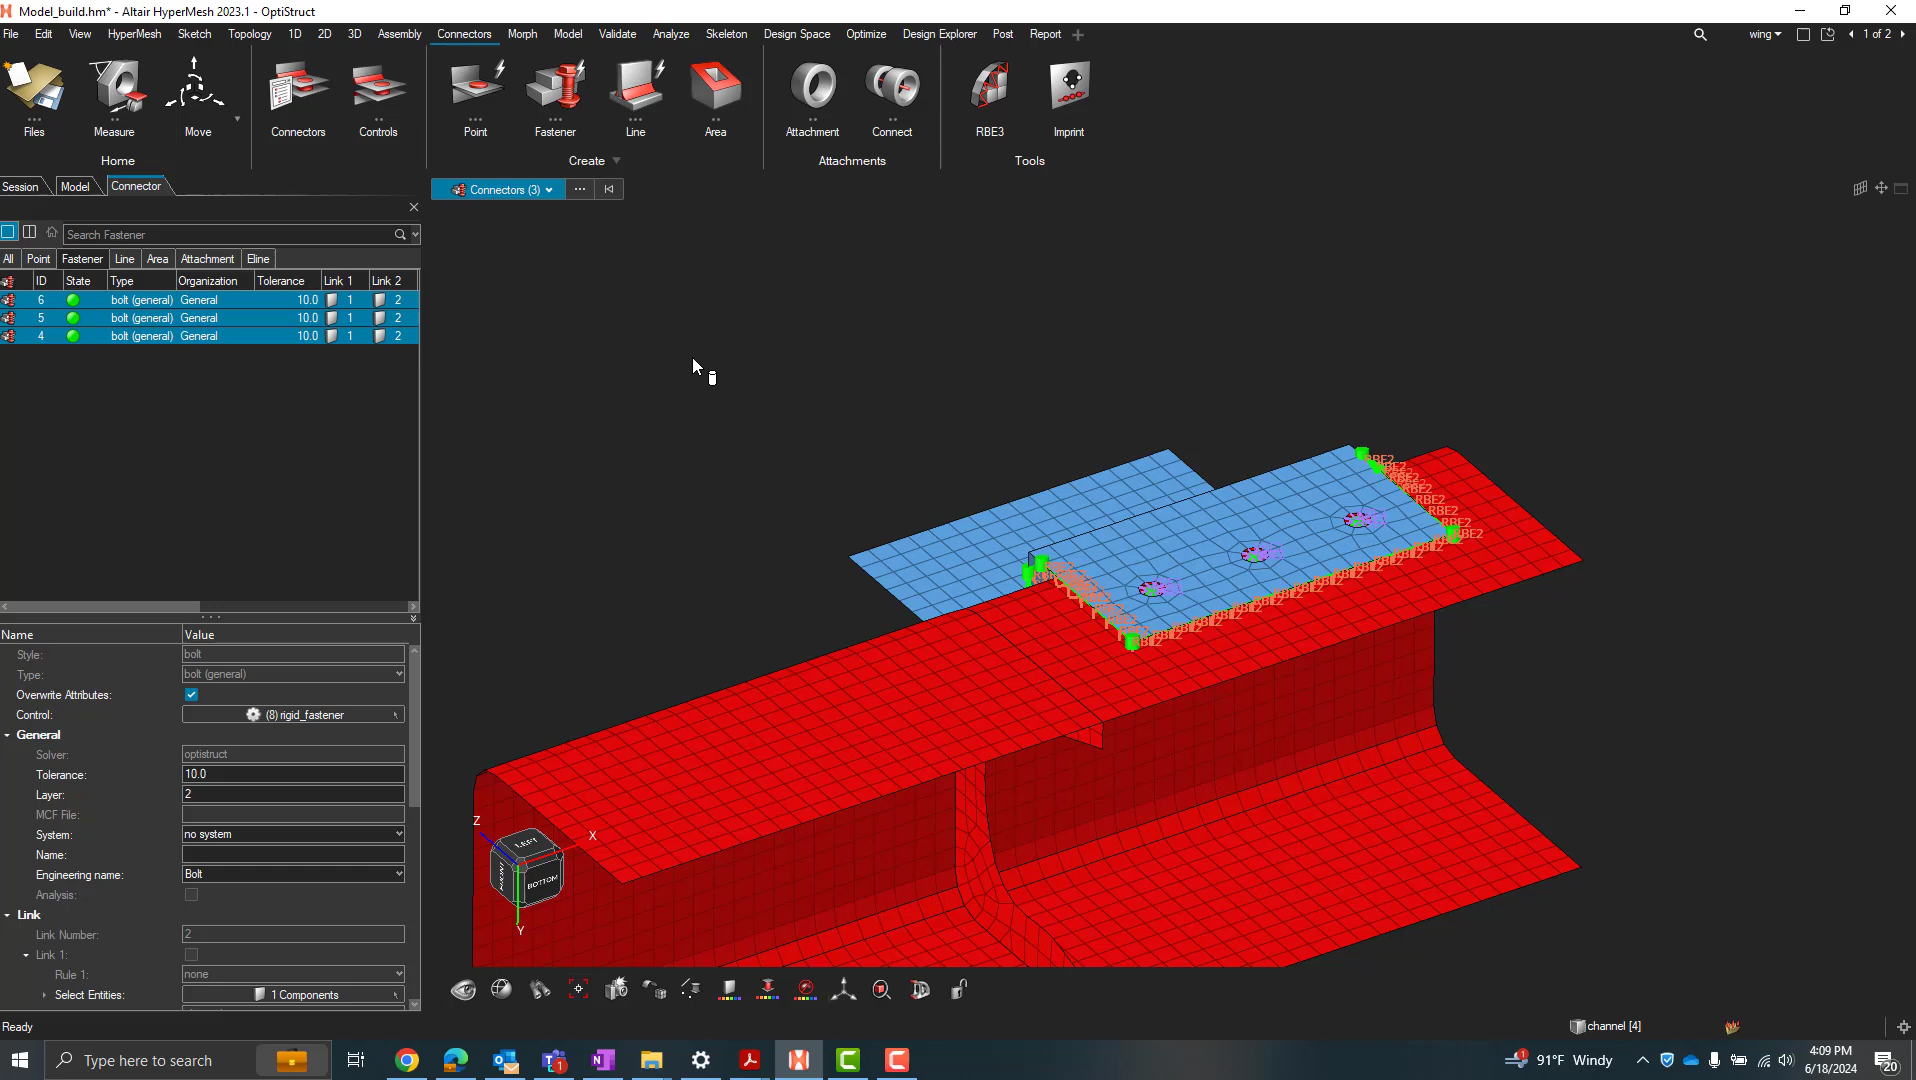 Model_build.hm* - Altair HyperMesh 2023.1 - OptiStruct
File Edit View HyperMesh Sketch Topology 1D 2D 3D Assembly Connectors Morph Model Validate Analyze Skeleton Design Space Optimize Design Explorer Post Report wing 1 of 2
Files Measure Move Connectors Controls Point Fastener Line Area Attachment Connect RBE3 Imprint
Home Create Attachments Tools
Session Model Connector
Connectors (3)
Search Fastener
All Point Fastener Line Area Attachment Eline
ID State Type Organization Tolerance Link 1 Link 2
6 bolt (general) General 10.0 1 2
5 bolt (general) General 10.0 1 2
4 bolt (general) General 10.0 1 2
Name Value
Style: bolt
Type: bolt (general)
Overwrite Attributes:
Control: (8) rigid_fastener
General
Solver: optistruct
Tolerance: 10.0
Layer: 2
MCF File:
System: no system
Name:
Engineering name: Bolt
Analysis:
Link
Link Number: 2
Link 1:
Rule 1: none
Select Entities: 1 Components
RBE2
RBE2
RBE2
RBE2
RBE2
RBE2
RBE2
Z X
LEFT
FRONT BOTTOM
Y
Ready
channel [4]
Type here to search
1
N
91°F Windy
4:09 PM
6/18/2024
20